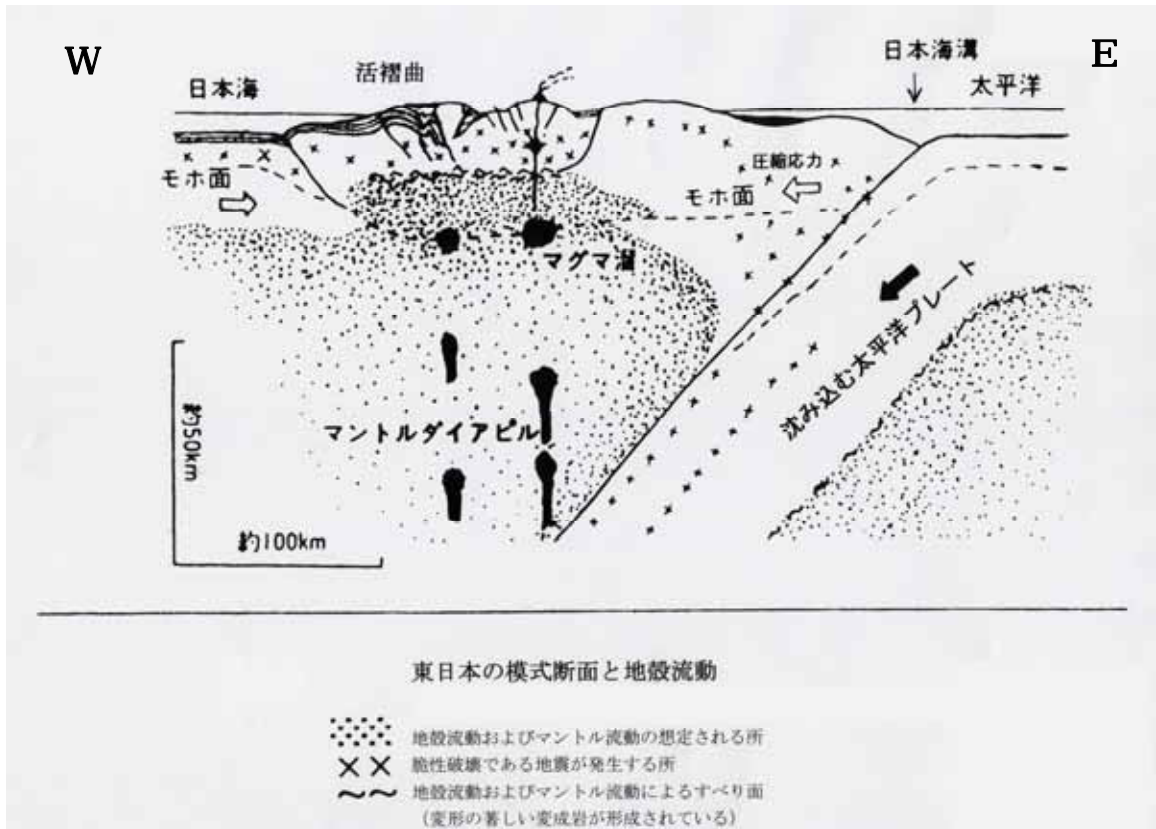 W
E
日本海溝
活褶曲
日本海
太平洋
圧縮応力
モホ面
モホ面
マグマ溜
沈み込む太平洋プレート
マントルダイアピル
約50km
約100km
東日本の模式断面と地殻流動
地殻流動およびマントル流動の想定される所
脆性破壊である地震が発生する所
地殻流動およびマントル流動によるすべり面
（変形の著しい変成岩が形成されている）